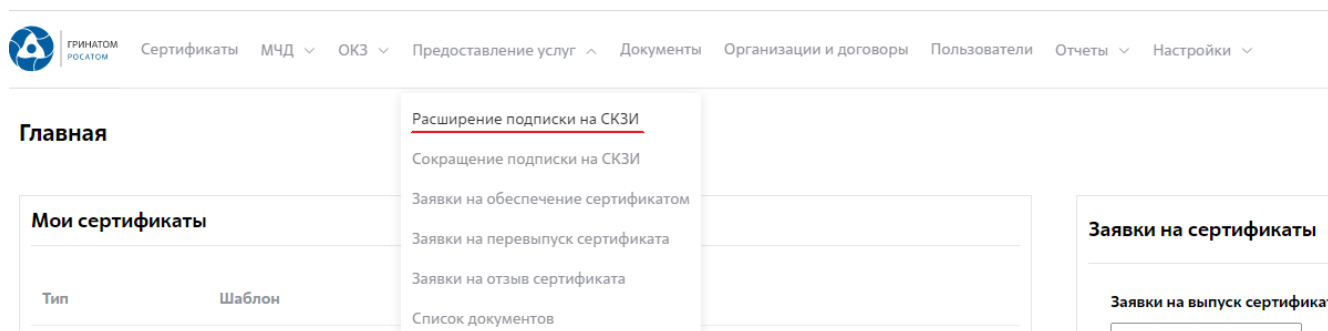 ГРИНАТОМ
РОСАТОМ
Сертификаты МЧД ОКЗ Предоставление услуг Документы Организации и договоры Пользователи Отчеты Настройки
Главная
Расширение подписки на СКЗИ
Сокращение подписки на СКЗИ
Заявки на обеспечение сертификатом
Заявки на перевыпуск сертификата
Заявки на отзыв сертификата
Список документов
Мои сертификаты
Тип Шаблон
Заявки на сертификаты
Заявки на выпуск сертифика